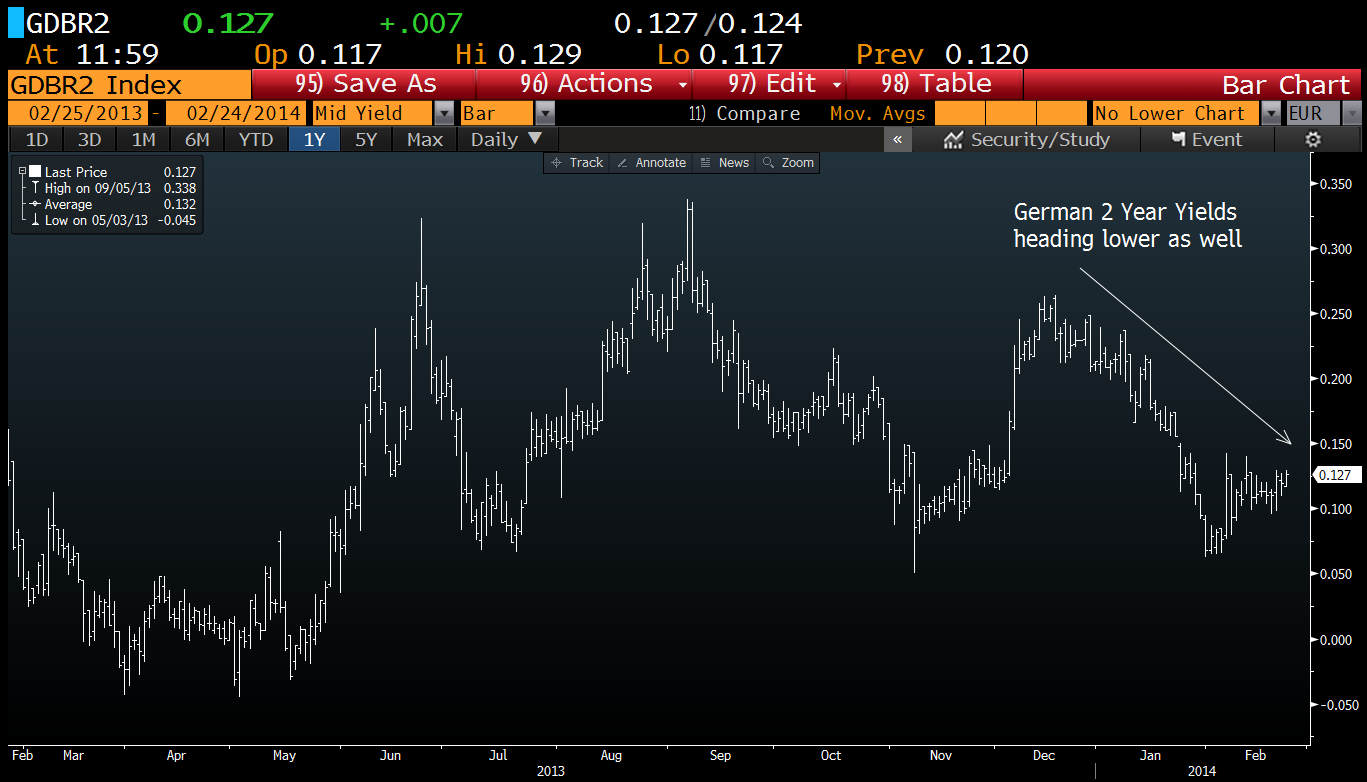 GDBR2 0.127 +.007 0.127/0.124
At 11:59 Op 0.117 Hi 0.129 Lo 0.117 Prev 0.120
GDBR2 Index 95) Save As 96) Actions 97) Edit 98) Table Bar Chart
02/25/2013 - 02/24/2014 Mid Yield Bar 11) Compare Mov. Avgs No Lower Chart EUR
1D 3D 1M 6M YTD 1Y 5Y Max Daily ▼ « Security/Study Event
Track Annotate News Zoom
Last Price 0.127
High on 09/05/13 0.338
Average 0.132
Low on 05/03/13 -0.045
German 2 Year Yields
heading lower as well
0.350
0.300
0.250
0.200
0.150
0.127
0.100
0.050
0.000
-0.050
Feb Mar Apr May Jun Jul Aug Sep Oct Nov Dec Jan Feb
2013 2014